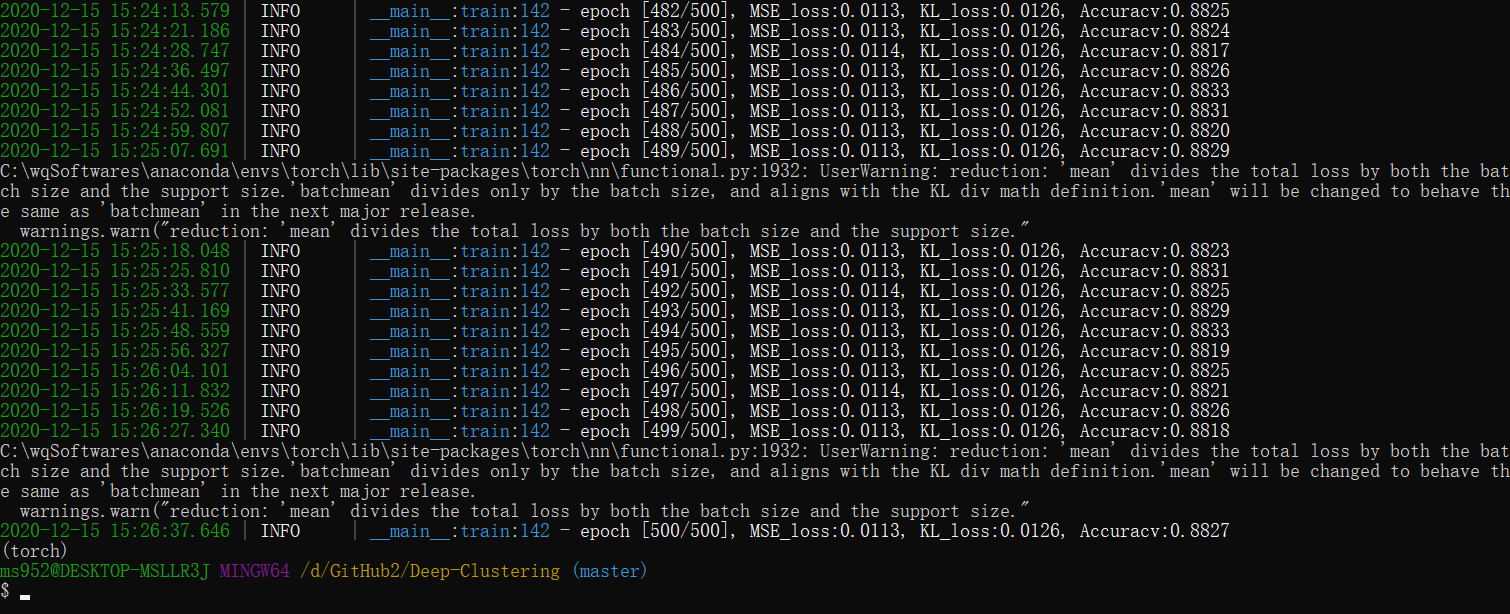 2020-12-15 15:24:13.579 | INFO     | __main__:train:142 - epoch [482/500], MSE_loss:0.0113, KL_loss:0.0126, Accuracy:0.8825
2020-12-15 15:24:21.186 | INFO     | __main__:train:142 - epoch [483/500], MSE_loss:0.0113, KL_loss:0.0126, Accuracy:0.8824
2020-12-15 15:24:28.747 | INFO     | __main__:train:142 - epoch [484/500], MSE_loss:0.0114, KL_loss:0.0126, Accuracy:0.8817
2020-12-15 15:24:36.497 | INFO     | __main__:train:142 - epoch [485/500], MSE_loss:0.0113, KL_loss:0.0126, Accuracy:0.8826
2020-12-15 15:24:44.301 | INFO     | __main__:train:142 - epoch [486/500], MSE_loss:0.0113, KL_loss:0.0126, Accuracy:0.8833
2020-12-15 15:24:52.081 | INFO     | __main__:train:142 - epoch [487/500], MSE_loss:0.0113, KL_loss:0.0126, Accuracy:0.8831
2020-12-15 15:24:59.807 | INFO     | __main__:train:142 - epoch [488/500], MSE_loss:0.0113, KL_loss:0.0126, Accuracy:0.8820
2020-12-15 15:25:07.691 | INFO     | __main__:train:142 - epoch [489/500], MSE_loss:0.0113, KL_loss:0.0126, Accuracy:0.8829
C:\wqSoftwares\anaconda\envs\torch\lib\site-packages\torch\nn\functional.py:1932: UserWarning: reduction: 'mean' divides the total loss by both the bat
ch size and the support size.'batchmean' divides only by the batch size, and aligns with the KL div math definition.'mean' will be changed to behave th
e same as 'batchmean' in the next major release.
  warnings.warn("reduction: 'mean' divides the total loss by both the batch size and the support size."
2020-12-15 15:25:18.048 | INFO     | __main__:train:142 - epoch [490/500], MSE_loss:0.0113, KL_loss:0.0126, Accuracy:0.8823
2020-12-15 15:25:25.810 | INFO     | __main__:train:142 - epoch [491/500], MSE_loss:0.0113, KL_loss:0.0126, Accuracy:0.8831
2020-12-15 15:25:33.577 | INFO     | __main__:train:142 - epoch [492/500], MSE_loss:0.0114, KL_loss:0.0126, Accuracy:0.8825
2020-12-15 15:25:41.169 | INFO     | __main__:train:142 - epoch [493/500], MSE_loss:0.0113, KL_loss:0.0126, Accuracy:0.8829
2020-12-15 15:25:48.559 | INFO     | __main__:train:142 - epoch [494/500], MSE_loss:0.0113, KL_loss:0.0126, Accuracy:0.8833
2020-12-15 15:25:56.327 | INFO     | __main__:train:142 - epoch [495/500], MSE_loss:0.0113, KL_loss:0.0126, Accuracy:0.8819
2020-12-15 15:26:04.101 | INFO     | __main__:train:142 - epoch [496/500], MSE_loss:0.0113, KL_loss:0.0126, Accuracy:0.8825
2020-12-15 15:26:11.832 | INFO     | __main__:train:142 - epoch [497/500], MSE_loss:0.0114, KL_loss:0.0126, Accuracy:0.8821
2020-12-15 15:26:19.526 | INFO     | __main__:train:142 - epoch [498/500], MSE_loss:0.0113, KL_loss:0.0126, Accuracy:0.8826
2020-12-15 15:26:27.340 | INFO     | __main__:train:142 - epoch [499/500], MSE_loss:0.0113, KL_loss:0.0126, Accuracy:0.8818
C:\wqSoftwares\anaconda\envs\torch\lib\site-packages\torch\nn\functional.py:1932: UserWarning: reduction: 'mean' divides the total loss by both the bat
ch size and the support size.'batchmean' divides only by the batch size, and aligns with the KL div math definition.'mean' will be changed to behave th
e same as 'batchmean' in the next major release.
  warnings.warn("reduction: 'mean' divides the total loss by both the batch size and the support size."
2020-12-15 15:26:37.646 | INFO     | __main__:train:142 - epoch [500/500], MSE_loss:0.0113, KL_loss:0.0126, Accuracy:0.8827
(torch)
ms952@DESKTOP-MSLLR3J MINGW64 /d/GitHub2/Deep-Clustering (master)
$